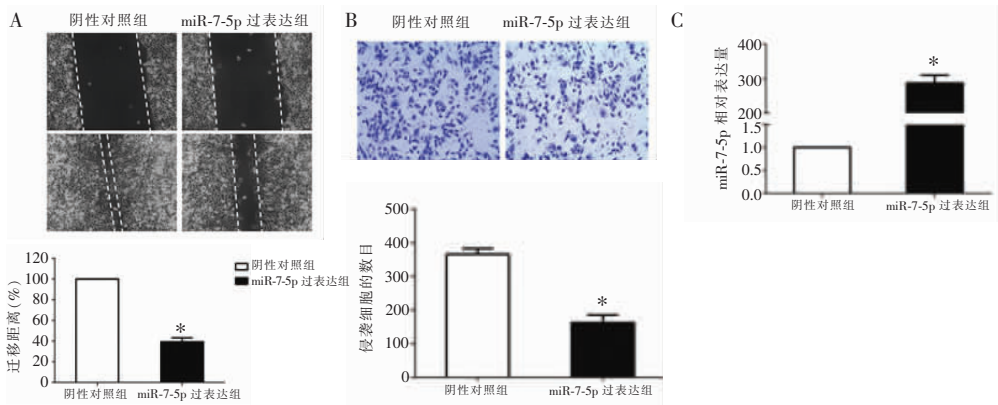 A
阴性对照组 miR-7-5p 过表达组
120
100
80
60
40
20
0
迁移距离(%)
阴性对照组 miR-7-5p 过表达组
阴性对照组
miR-7-5p 过表达组
*
B
阴性对照组 miR-7-5p 过表达组
500
400
300
200
100
0
侵袭细胞的数目
*
阴性对照组 miR-7-5p 过表达组
C
400
300
200
1.5
1.0
0.5
0.0
miR-7-5p 相对表达量
*
阴性对照组 miR-7-5p 过表达组